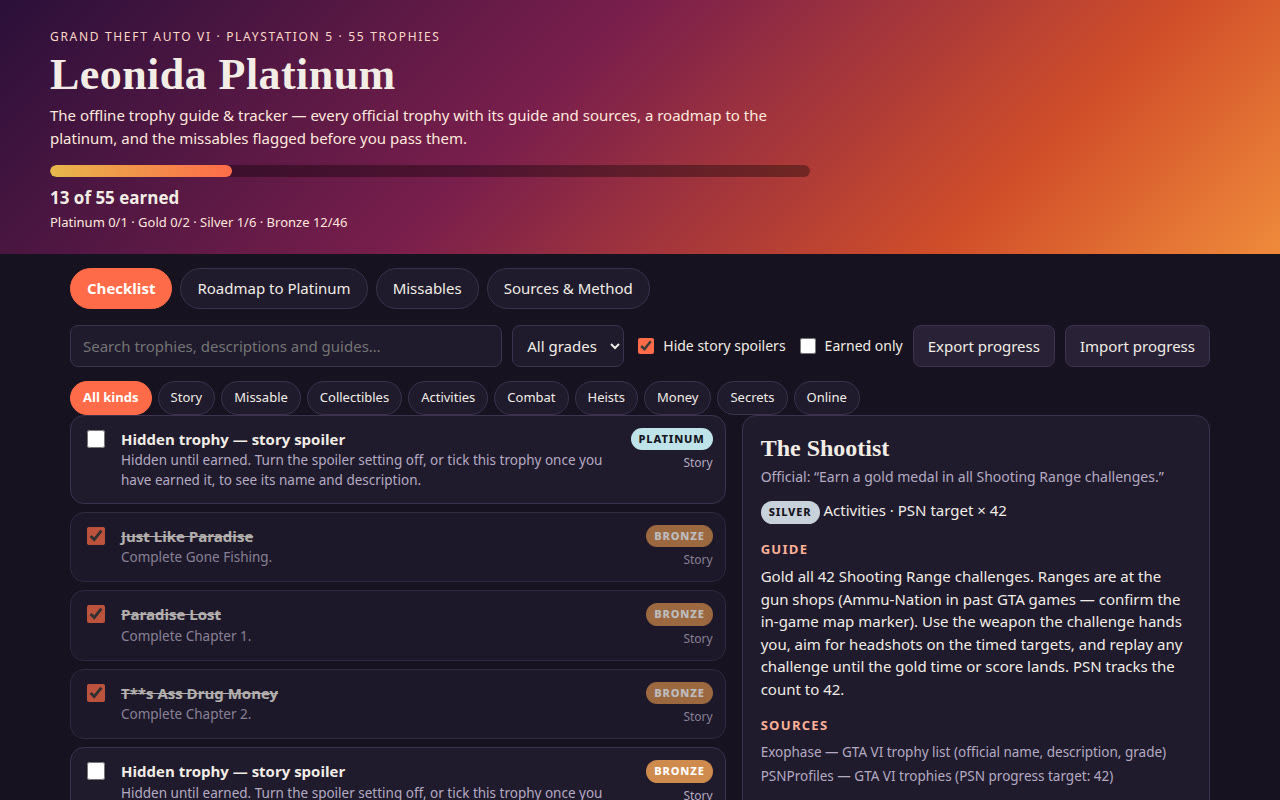 GRAND THEFT AUTO VI · PLAYSTATION 5 · 55 TROPHIES
Leonida Platinum
The offline trophy guide & tracker — every official trophy with its guide and sources, a roadmap to the
platinum, and the missables flagged before you pass them.
13 of 55 earned
Platinum 0/1 · Gold 0/2 · Silver 1/6 · Bronze 12/46
Checklist
Roadmap to Platinum
Missables
Sources & Method
Search trophies, descriptions and guides...
All grades
Hide story spoilers
Earned only
Export progress
Import progress
All kinds
Story
Missable
Collectibles
Activities
Combat
Heists
Money
Secrets
Online
Hidden trophy — story spoiler
PLATINUM
Hidden until earned. Turn the spoiler setting off, or tick this trophy once you
have earned it, to see its name and description.
Story
Just Like Paradise
BRONZE
Complete Gone Fishing.
Story
Paradise Lost
BRONZE
Complete Chapter 1.
Story
T**s Ass Drug Money
BRONZE
Complete Chapter 2.
Story
Hidden trophy — story spoiler
BRONZE
Hidden until earned. Turn the spoiler setting off, or tick this trophy once you
Story
The Shootist
Official: “Earn a gold medal in all Shooting Range challenges.”
SILVER Activities · PSN target × 42
GUIDE
Gold all 42 Shooting Range challenges. Ranges are at the
gun shops (Ammu-Nation in past GTA games — confirm the
in-game map marker). Use the weapon the challenge hands
you, aim for headshots on the timed targets, and replay any
challenge until the gold time or score lands. PSN tracks the
count to 42.
SOURCES
Exophase — GTA VI trophy list (official name, description, grade)
PSNProfiles — GTA VI trophies (PSN progress target: 42)